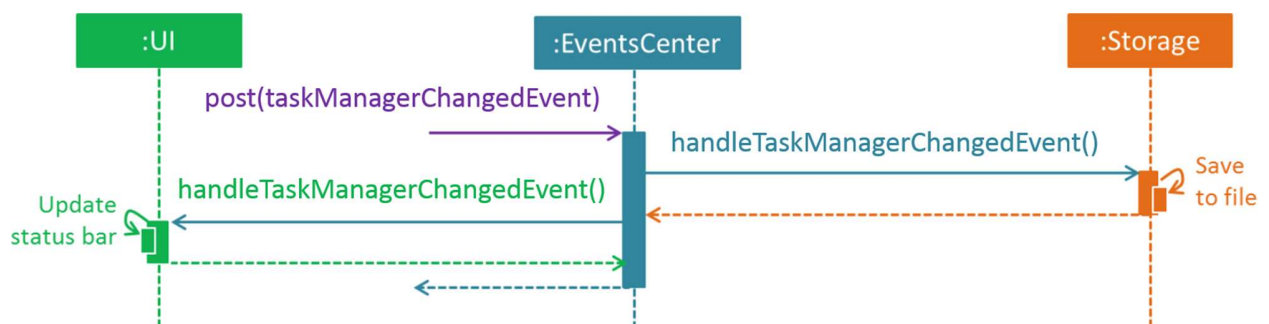 :UI
:EventsCenter
:Storage
post(taskManagerChangedEvent)
handleTaskManagerChangedEvent()
Save
to file
handleTaskManagerChangedEvent()
Update
status bar